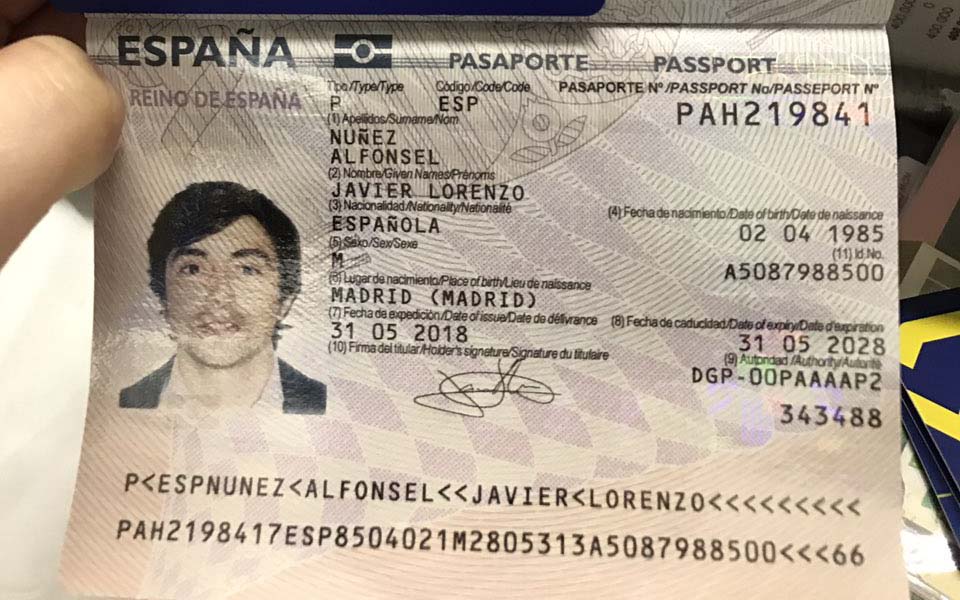 ESPAÑA
PASAPORTE PASSPORT
REINO DE ESPAÑA
Tipo/Type/Type Código/Code/Code PASAPORTE Nº/PASSPORT No/PASSEPORT Nº
P ESP PAH219841
(1) Apellidos/Surname/Nom
NUÑEZ
ALFONSEL
(2) Nombre/Given Names/Prénoms
JAVIER LORENZO
(3) Nacionalidad/Nationality/Nationalité
ESPAÑOLA
(4) Fecha de nacimiento/Date of birth/Date de naissance
02 04 1985
(5) Sexo/Sex/Sexe
M
(11) Id.No.
A5087988500
(6) Lugar de nacimiento/Place of birth/Lieu de naissance
MADRID (MADRID)
(7) Fecha de expedición/Date of issue/Date de délivrance
31 05 2018
(8) Fecha de caducidad/Date of expiry/Date d'expiration
31 05 2028
(10) Firma del titular/Holder's signature/Signature du titulaire
(9) Autoridad/Authority/Autorité
DGP-00PAAAAP2
343488
P<ESPNUNEZ<ALFONSEL<<JAVIER<LORENZO<<<<<<<<<
PAH2198417ESP8504021M2805313A5087988500<<<66